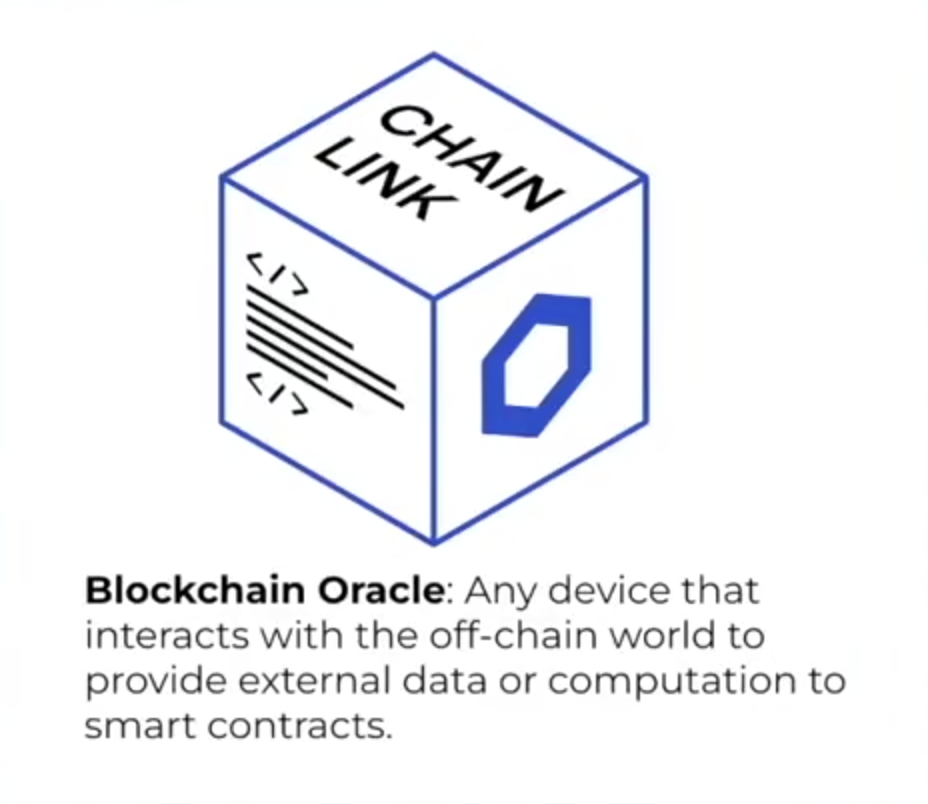 CHAIN
LINK
</>
</>
Blockchain Oracle: Any device that
interacts with the off-chain world to
provide external data or computation to
smart contracts.